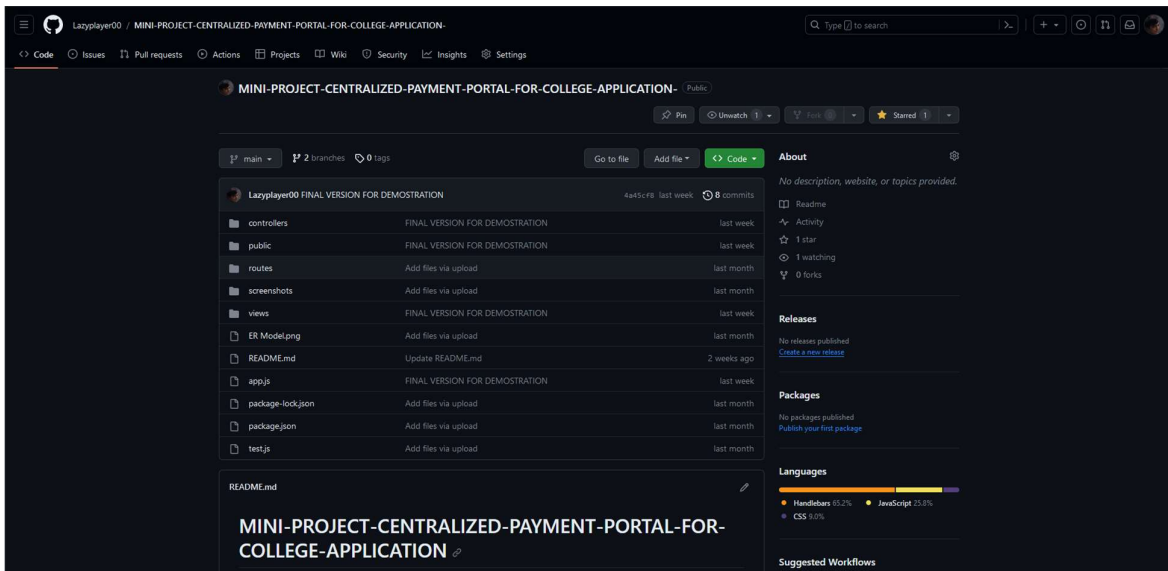 Lazyplayer00 / MINI-PROJECT-CENTRALIZED-PAYMENT-PORTAL-FOR-COLLEGE-APPLICATION-
Type / to search
Code Issues Pull requests Actions Projects Wiki Security Insights Settings
MINI-PROJECT-CENTRALIZED-PAYMENT-PORTAL-FOR-COLLEGE-APPLICATION- Public
Pin Unwatch 1 Fork 0 Starred 1
main 2 branches 0 tags Go to file Add file Code
Lazyplayer00 FINAL VERSION FOR DEMOSTRATION 4a45cf8 last week 8 commits
controllers FINAL VERSION FOR DEMOSTRATION last week
public FINAL VERSION FOR DEMOSTRATION last week
routes Add files via upload last month
screenshots Add files via upload last month
views FINAL VERSION FOR DEMOSTRATION last week
ER Model.png Add files via upload last month
README.md Update README.md 2 weeks ago
app.js FINAL VERSION FOR DEMOSTRATION last week
package-lock.json Add files via upload last month
package.json Add files via upload last month
test.js Add files via upload last month
README.md
MINI-PROJECT-CENTRALIZED-PAYMENT-PORTAL-FOR-
COLLEGE-APPLICATION
About
No description, website, or topics provided.
Readme
Activity
1 star
1 watching
0 forks
Releases
No releases published
Create a new release
Packages
No packages published
Publish your first package
Languages
Handlebars 65.2% JavaScript 25.8%
CSS 9.0%
Suggested Workflows